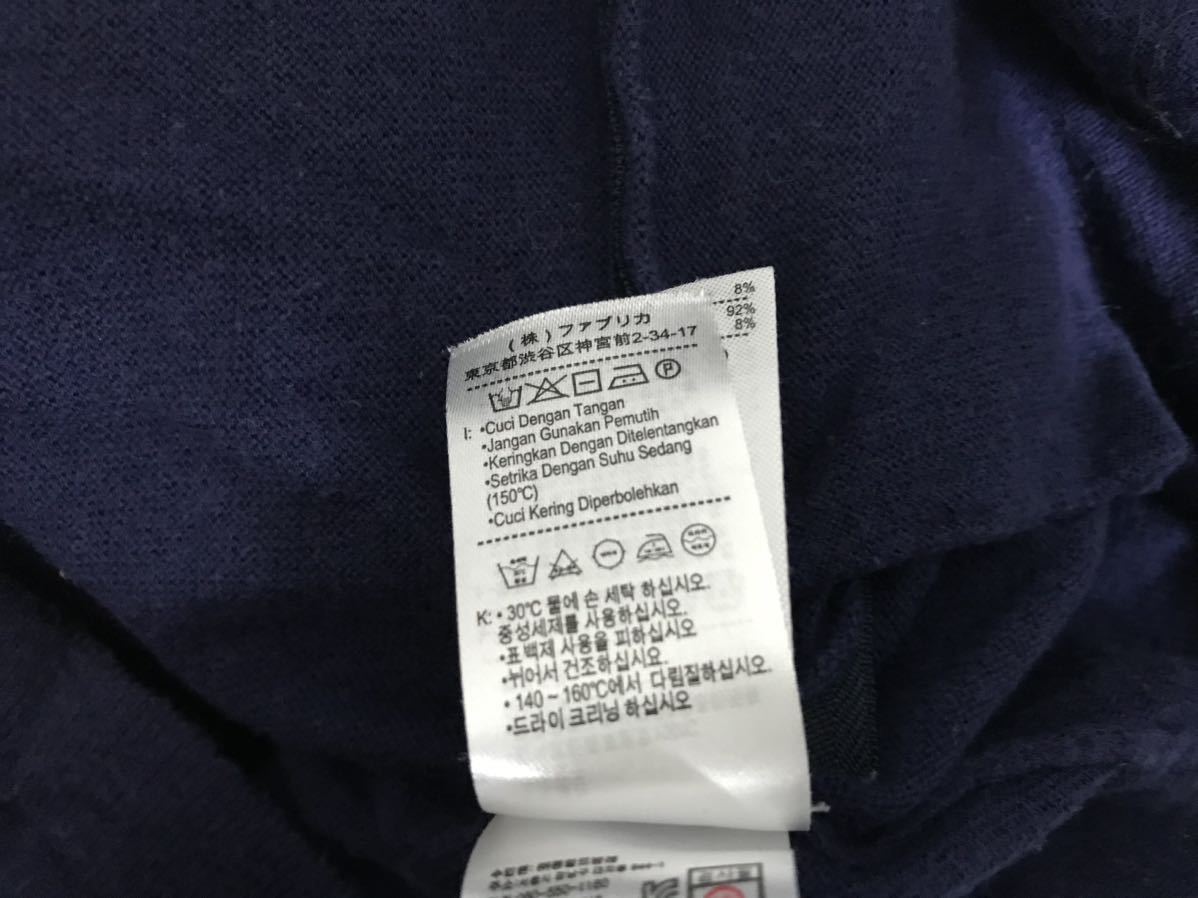 8%
92%
8%
(株)ファブリカ
東京都渋谷区神宮前2-34-17
I: •Cuci Dengan Tangan
•Jangan Gunakan Pemutih
•Keringkan Dengan Ditelentangkan
•Setrika Dengan Suhu Sedang
(150℃)
•Cuci Kering Diperbolehkan
K: • 30℃ 물에 손 세탁 하십시오.
중성세제를 사용하십시오.
•표백제 사용을 피하십시오
•뉘어서 건조하십시요.
• 140 ~ 160℃에서 다림질하십시오.
•드라이 크리닝 하십시오